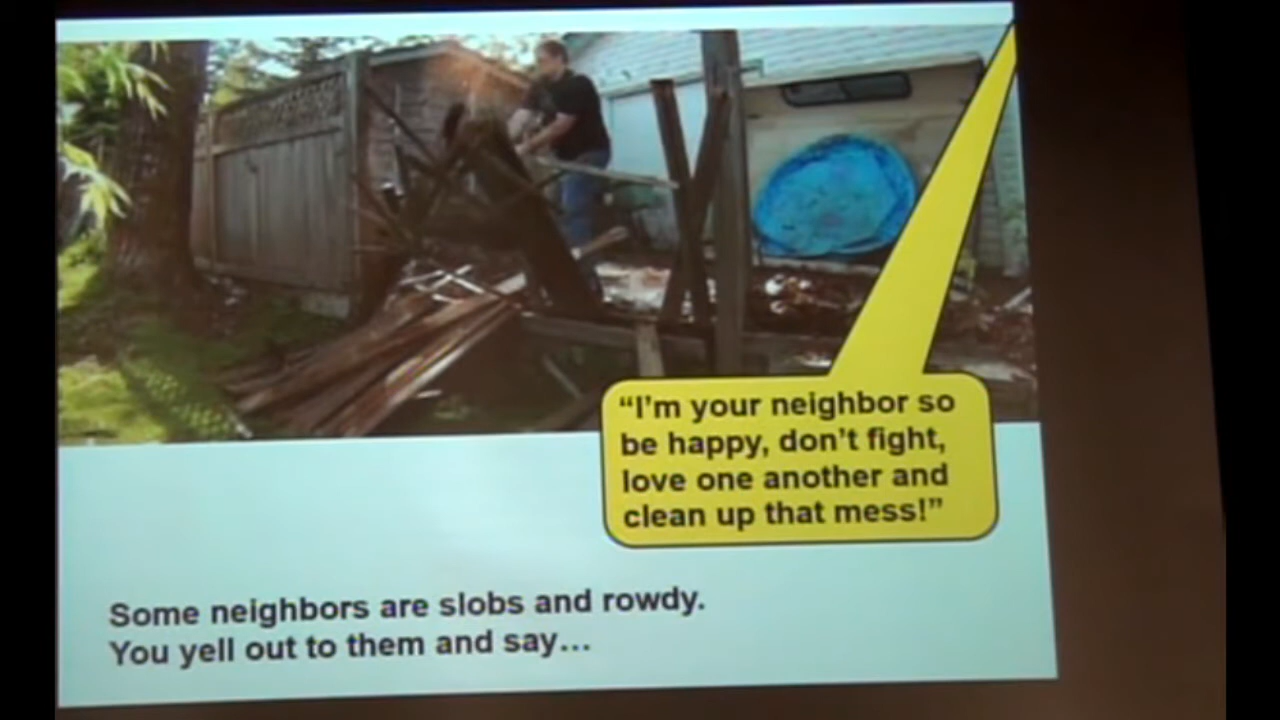 “I’m your neighbor so
be happy, don’t fight,
love one another and
clean up that mess!”
Some neighbors are slobs and rowdy.
You yell out to them and say…